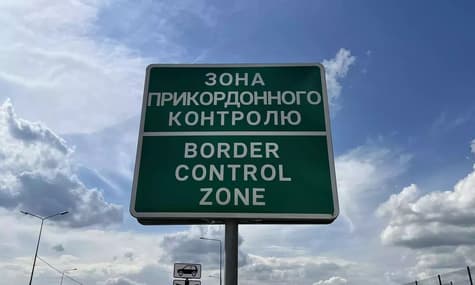 ЗОНА
ПРИКОРДОННОГО
КОНТРОЛЮ
BORDER
CONTROL
ZONE